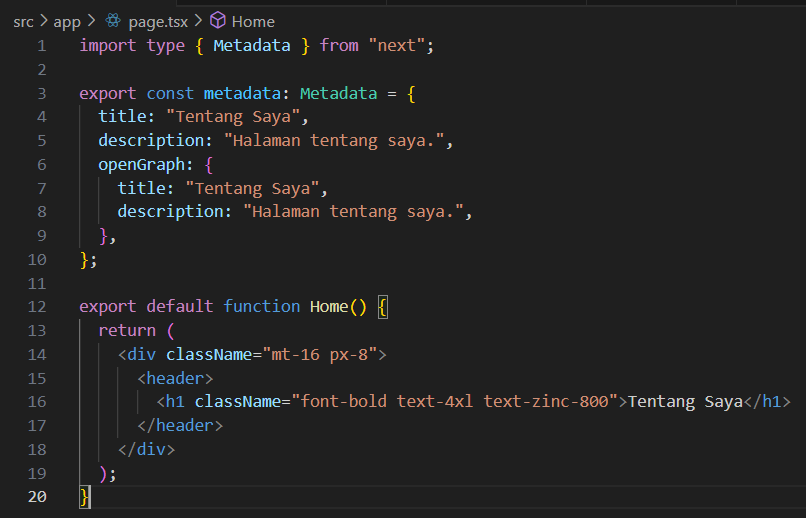 src > app > page.tsx > Home
1 import type { Metadata } from "next";
2
3 export const metadata: Metadata = {
4   title: "Tentang Saya",
5   description: "Halaman tentang saya.",
6   openGraph: {
7     title: "Tentang Saya",
8     description: "Halaman tentang saya.",
9   },
10 };
11
12 export default function Home() {
13   return (
14     <div className="mt-16 px-8">
15       <header>
16         <h1 className="font-bold text-4xl text-zinc-800">Tentang Saya</h1>
17       </header>
18     </div>
19   );
20 }